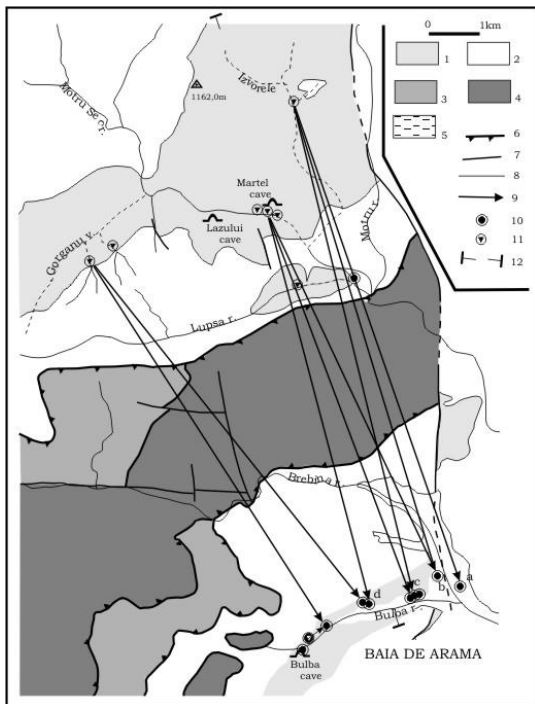 0 1km
1
2
3
4
5
6
7
8
9
10
11
12
Motru Sec r.
1162,0m
Izvorele
Martel
cave
Lazului
cave
Gorganu v.
Motru r.
Lupsa r.
Brebina r.
a
b
c
d
Bulba r.
Bulba
cave
BAIA DE ARAMA